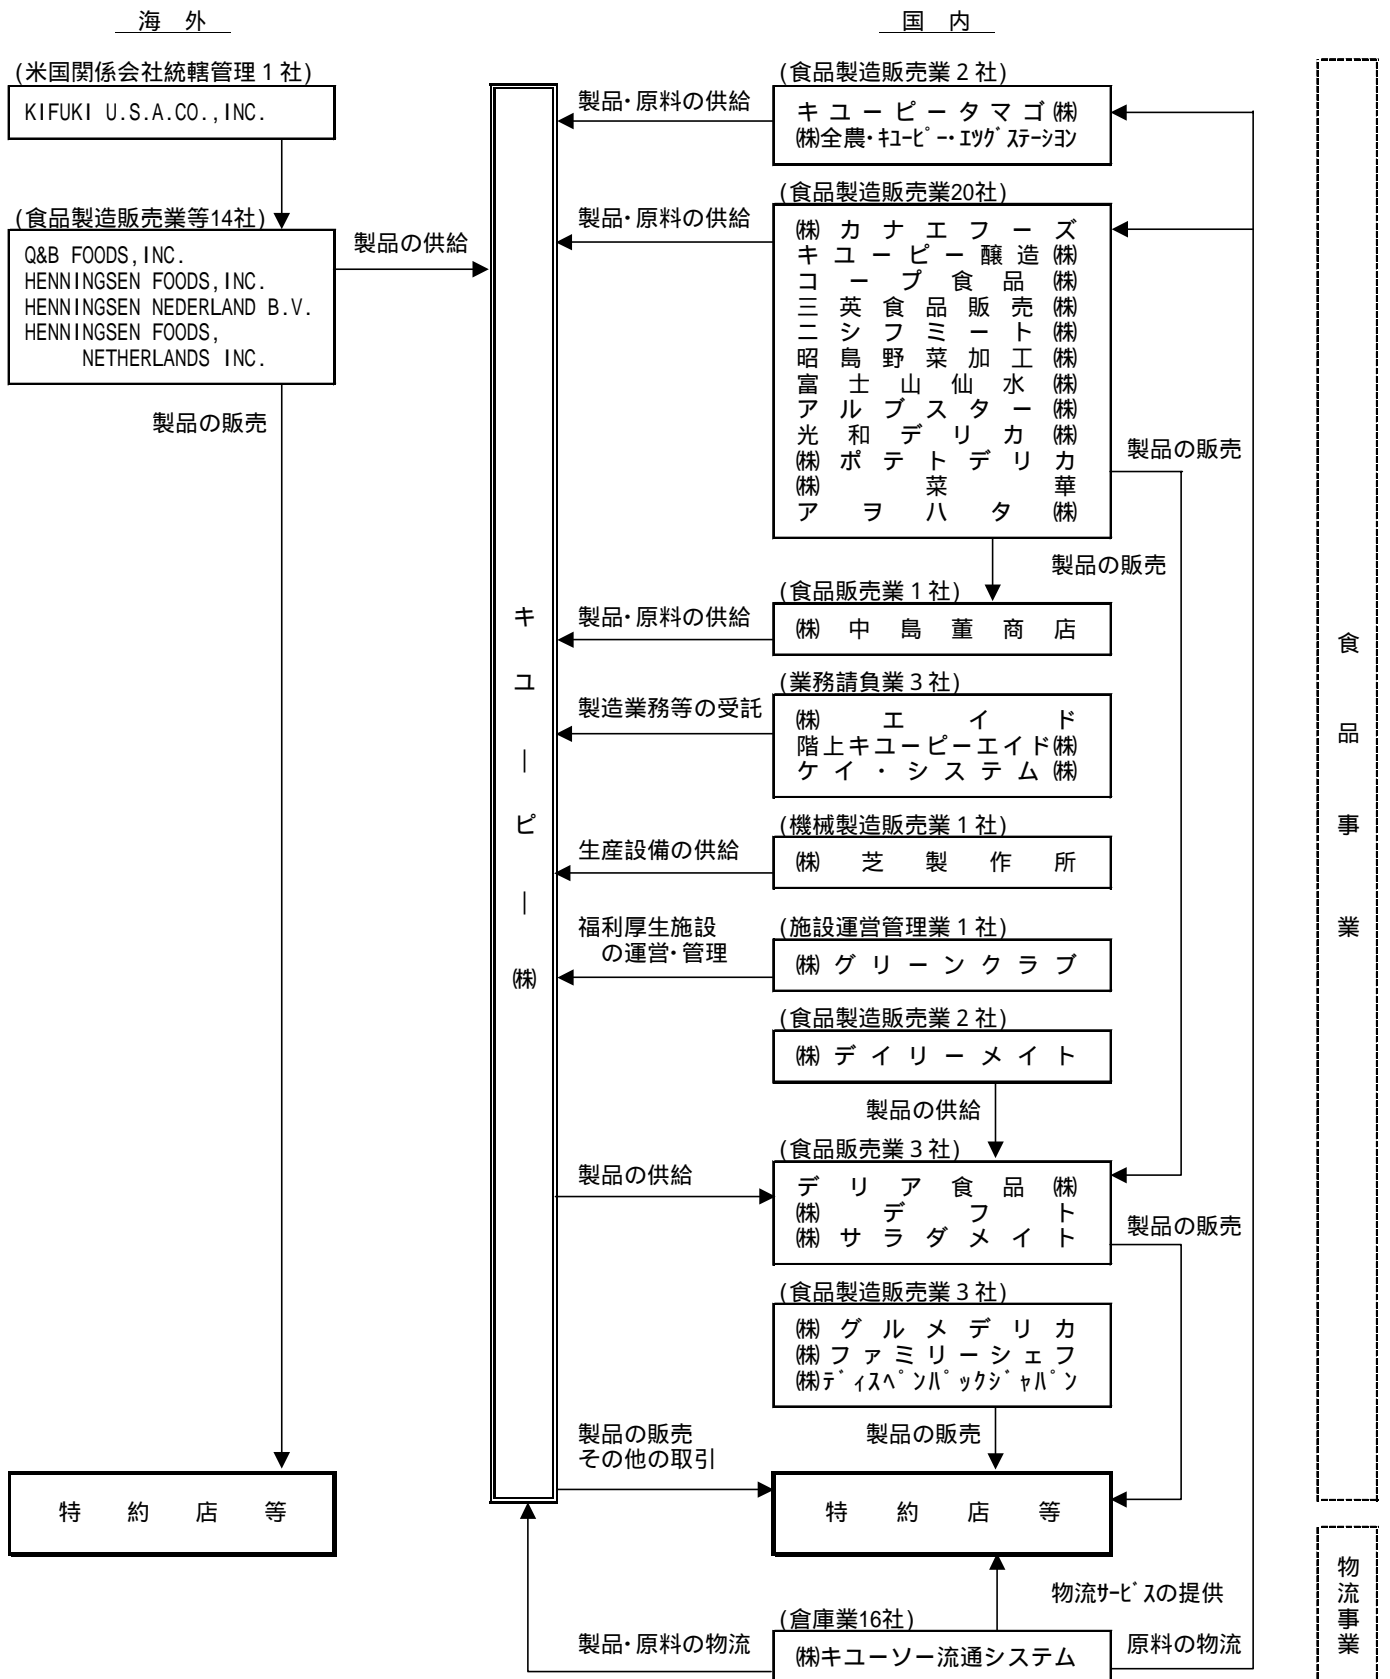 海 外
国 内
(米国関係会社統轄管理１社)
KIFUKI U.S.A.CO.,INC.
(食品製造販売業等14社)
Q&B FOODS,INC.
HENNINGSEN FOODS,INC.
HENNINGSEN NEDERLAND B.V.
HENNINGSEN FOODS,
NETHERLANDS INC.
製品の供給
製品の販売
特約店等
キユーピー㈱
(食品製造販売業２社)
製品・原料の供給
キユーピータマゴ㈱
㈱全農・ｷﾕｰﾋﾟｰ・ｴﾂｸﾞｽﾃｰｼヨﾝ
(食品製造販売業20社)
製品・原料の供給
㈱カナエフーズ
キユーピー醸造㈱
コープ食品㈱
三英食品販売㈱
ニシフミート㈱
昭島野菜加工㈱
富士山仙水㈱
アルブスター㈱
光和デリカ㈱
㈱ポテトデリカ
㈱菜華
アヲハタ㈱
製品の販売
製品の販売
(食品販売業１社)
製品・原料の供給
㈱中島董商店
(業務請負業３社)
製造業務等の受託
㈱エイド
階上キユーピーエイド㈱
ケイ・システム㈱
(機械製造販売業１社)
生産設備の供給
㈱芝製作所
(施設運営管理業１社)
福利厚生施設
の運営・管理
㈱グリーンクラブ
(食品製造販売業２社)
㈱デイリーメイト
製品の供給
(食品販売業３社)
製品の供給
デリア食品㈱
㈱デフト
㈱サラダメイト
製品の販売
(食品製造販売業３社)
㈱グルメデリカ
㈱ファミリーシェフ
㈱ﾃﾞｨｽﾍﾟﾝﾊﾟｯｸｼﾞｬﾊﾟﾝ
製品の販売
その他の取引
製品の販売
特約店等
物流ｻｰﾋﾞｽの提供
(倉庫業16社)
製品・原料の物流
㈱キユーソー流通システム
原料の物流
食品事業
物流事業